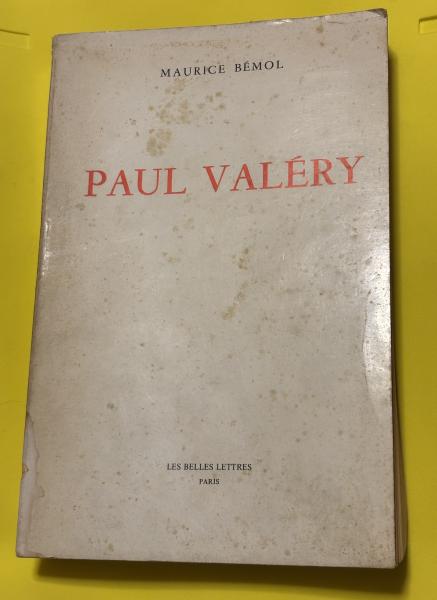 MAURICE BÉMOL
PAUL VALÉRY
LES BELLES LETTRES
PARIS